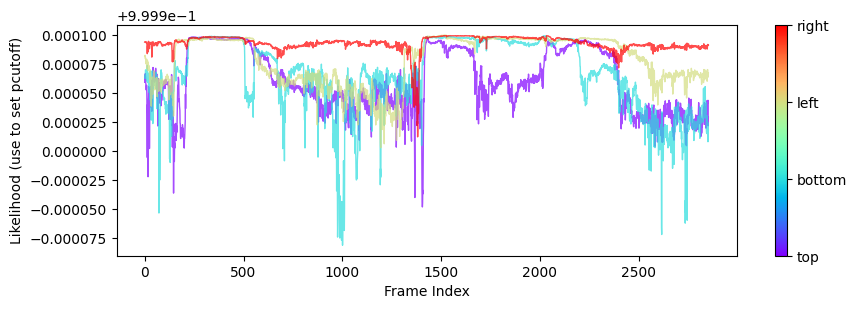 +9.999e−1
0.000100
0.000075
0.000050
0.000025
0.000000
−0.000025
−0.000050
−0.000075
Likelihood (use to set pcutoff)
0
500
1000
1500
2000
2500
Frame Index
right
left
bottom
top